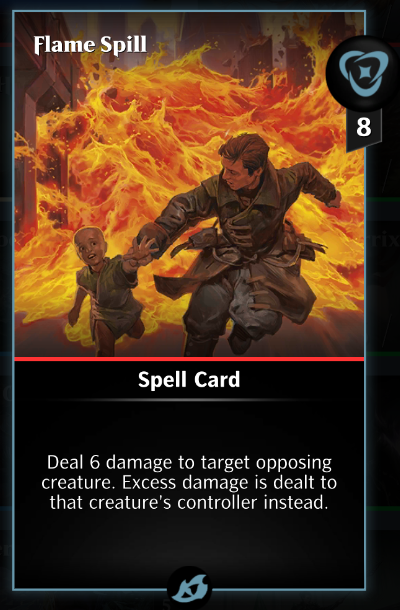 Flame Spill
8
Spell Card
Deal 6 damage to target opposing
creature. Excess damage is dealt to
that creature's controller instead.